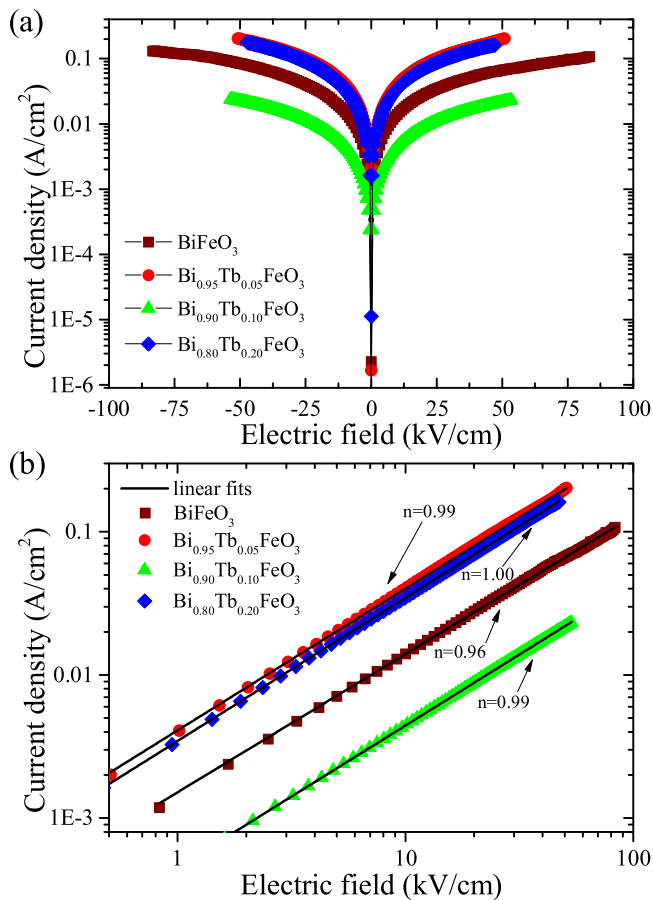 (a)
Current density (A/cm²)
0.1
0.01
1E-3
1E-4
1E-5
1E-6
BiFeO₃
Bi₀.₉₅Tb₀.₀₅FeO₃
Bi₀.₉₀Tb₀.₁₀FeO₃
Bi₀.₈₀Tb₀.₂₀FeO₃
-100 -75 -50 -25 0 25 50 75 100
Electric field (kV/cm)
(b)
Current density (A/cm²)
0.1
0.01
1E-3
linear fits
BiFeO₃
Bi₀.₉₅Tb₀.₀₅FeO₃
Bi₀.₉₀Tb₀.₁₀FeO₃
Bi₀.₈₀Tb₀.₂₀FeO₃
n=0.99
n=1.00
n=0.96
n=0.99
1 10 100
Electric field (kV/cm)